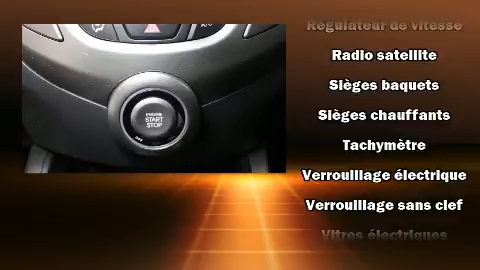 ENGINE
START
STOP
OFF
Régulateur de vitesse
Radio satellite
Sièges baquets
Sièges chauffants
Tachymètre
Verrouillage électrique
Verrouillage sans clef
Vitres électriques